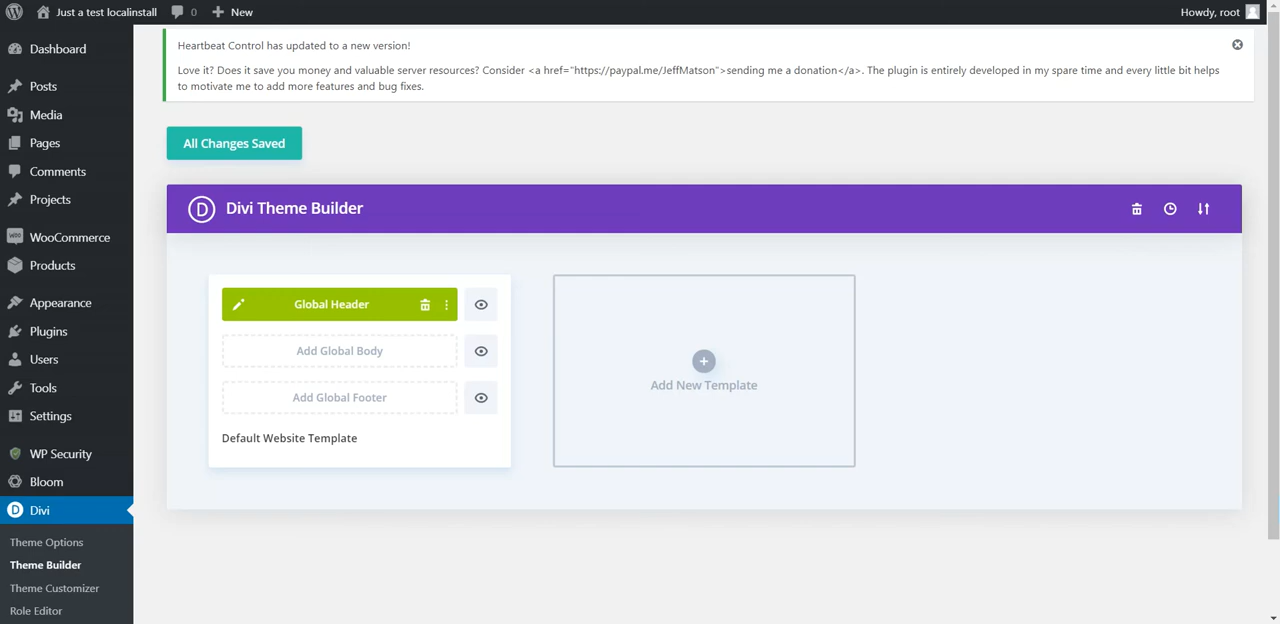 Just a test localinstall
0
New
Howdy, root
Dashboard
Posts
Media
Pages
Comments
Projects
WooCommerce
Products
Appearance
Plugins
Users
Tools
Settings
WP Security
Bloom
Divi
Theme Options
Theme Builder
Theme Customizer
Role Editor
Heartbeat Control has updated to a new version!
Love it? Does it save you money and valuable server resources? Consider <a href="https://paypal.me/JeffMatson">sending me a donation</a>. The plugin is entirely developed in my spare time and every little bit helps
to motivate me to add more features and bug fixes.
All Changes Saved
D Divi Theme Builder
Global Header
Add Global Body
Add Global Footer
Default Website Template
Add New Template